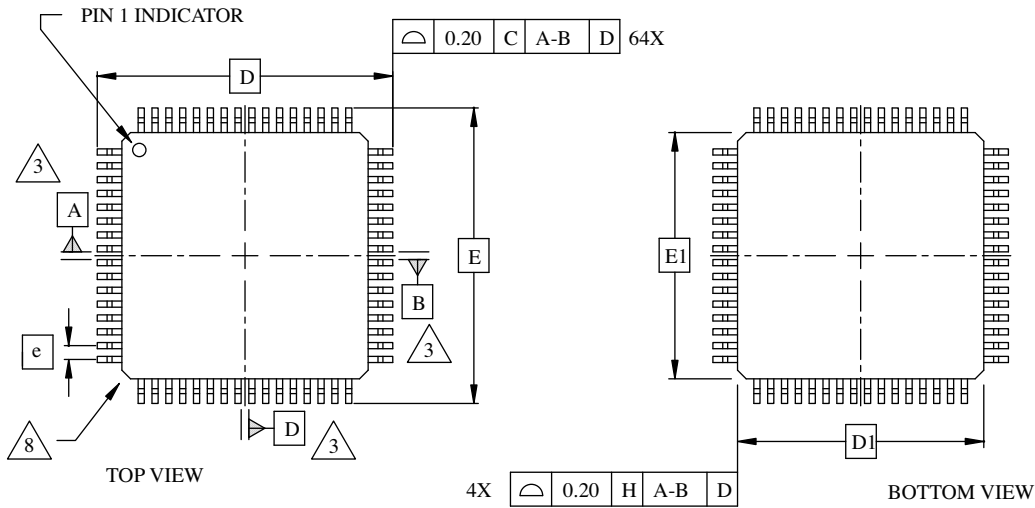 PIN 1 INDICATOR
⌓ 0.20 C A-B D 64X
D
3
A
E
E1
B
e
3
8
D
3
D1
TOP VIEW
4X ⌓ 0.20 H A-B D
BOTTOM VIEW